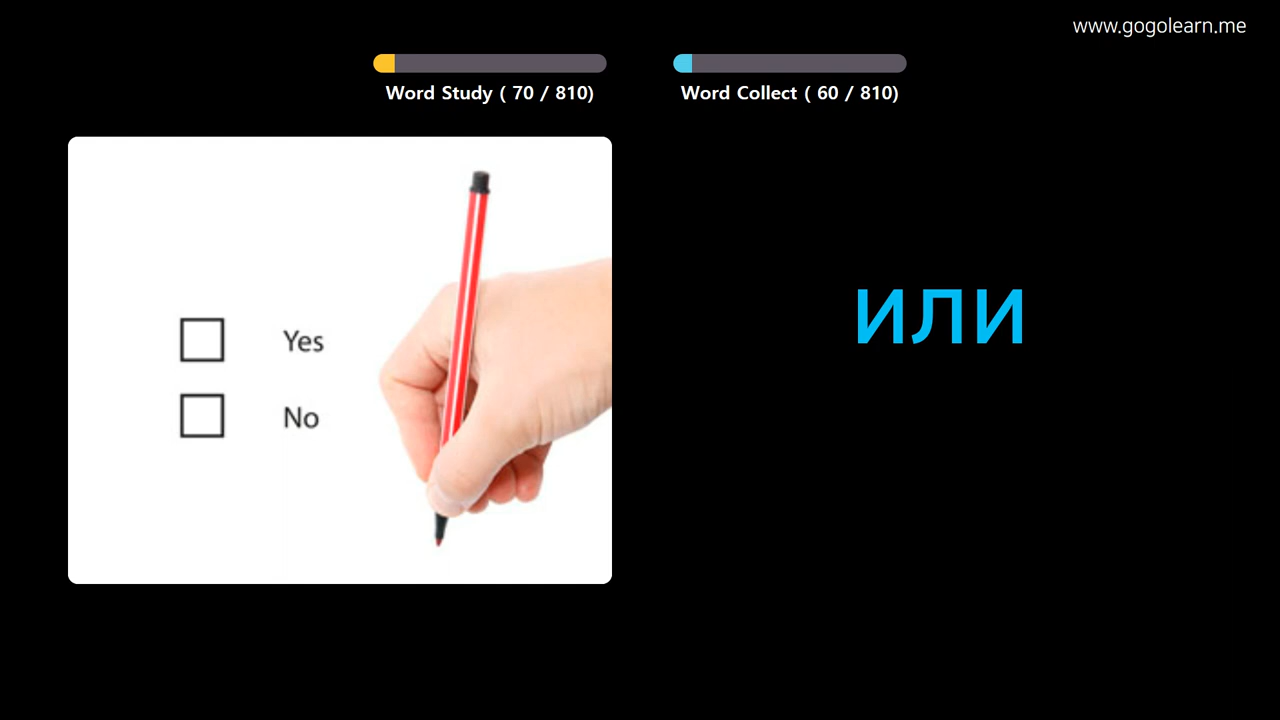 www.gogolearn.me
Word Study ( 70 / 810)
Word Collect ( 60 / 810)
Yes
No
или